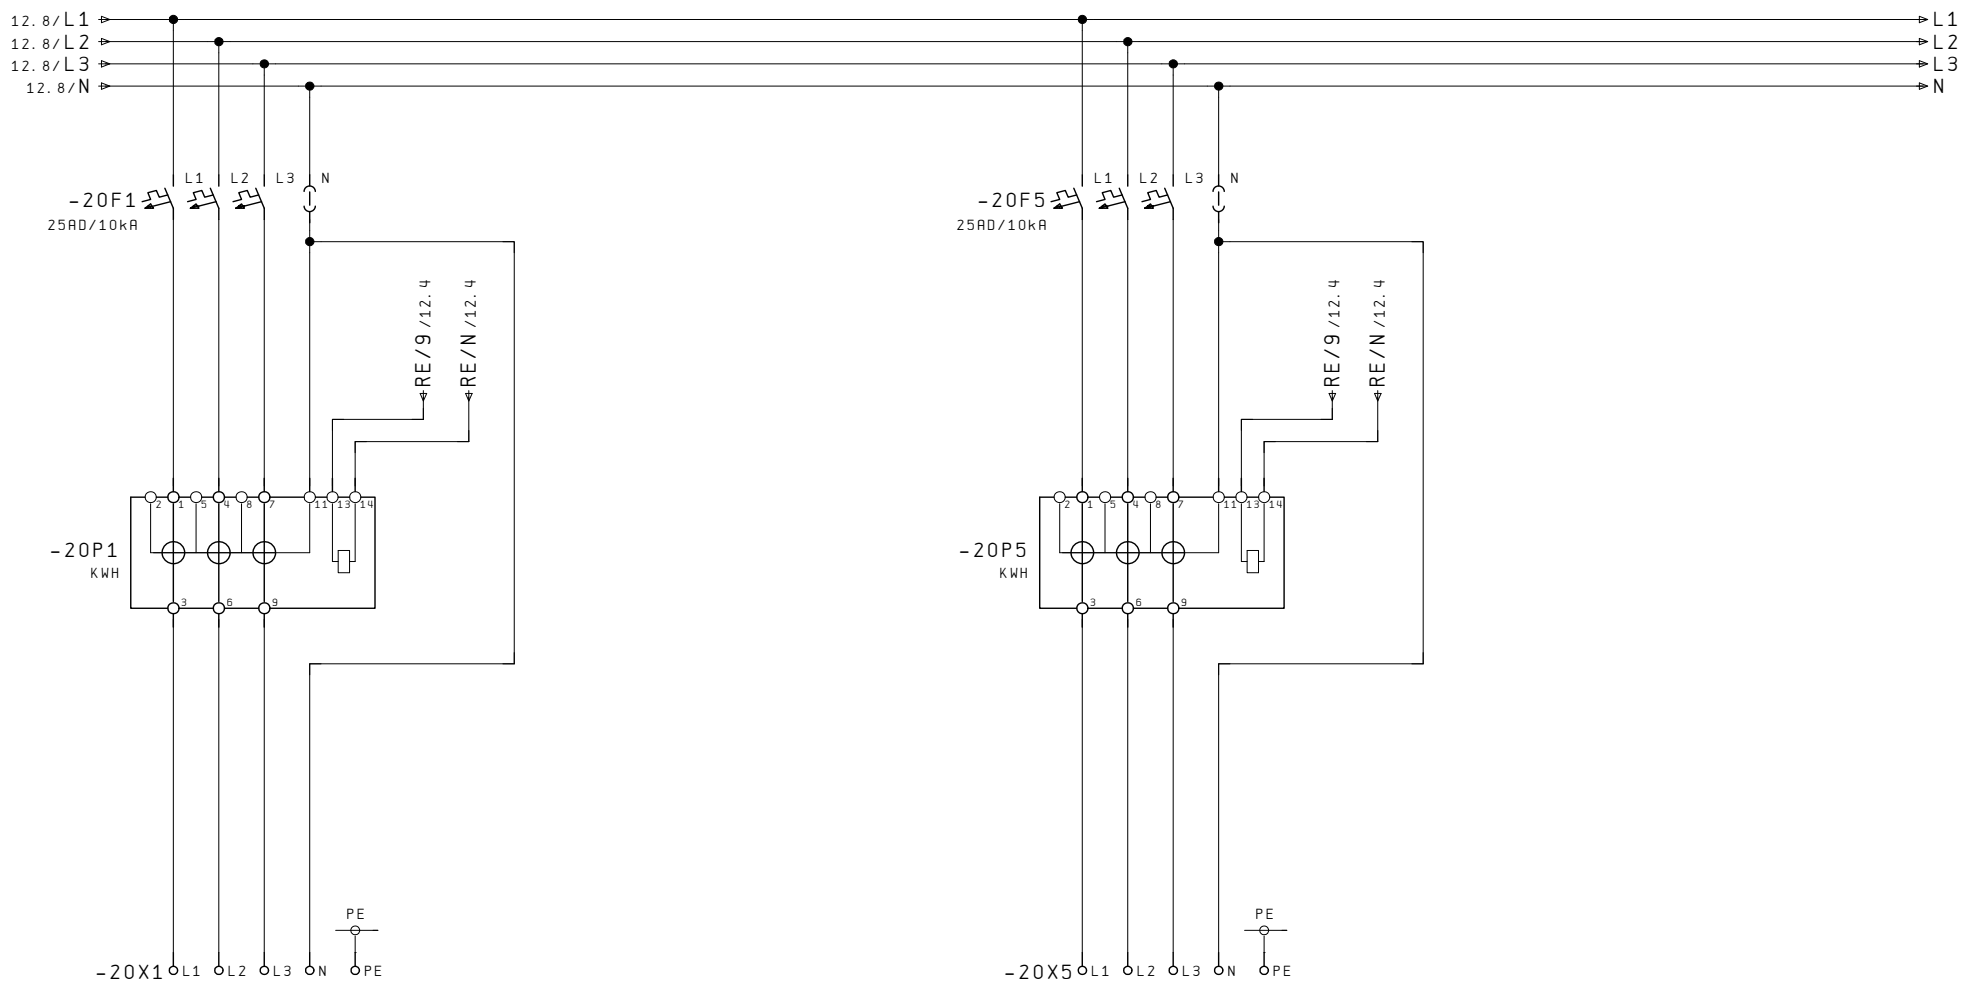 12.8/L1 L1
12.8/L2 L2
12.8/L3 L3
12.8/N N
L1 L2 L3 N
-20F1
25AD/10kA
L1 L2 L3 N
-20F5
25AD/10kA
RE/9 /12.4
RE/N /12.4
RE/9 /12.4
RE/N /12.4
2 1 5 4 8 7 11 13 14
-20P1
KWH
3 6 9
2 1 5 4 8 7 11 13 14
-20P5
KWH
3 6 9
PE
-20X1 L1 L2 L3 N PE
PE
-20X5 L1 L2 L3 N PE